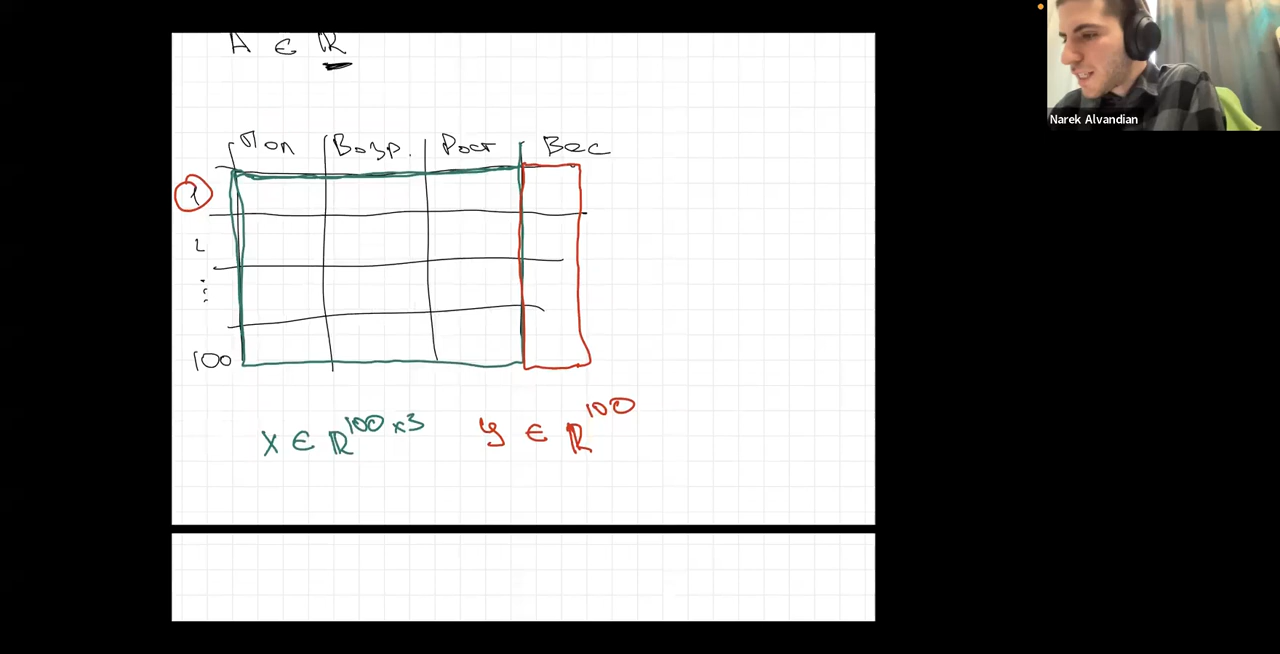 A ∈ ℝ
Narek Alvandian
Пол Возр. Рост Вес
1
2
⋮
100
X ∈ ℝ^100×3 y ∈ ℝ^100